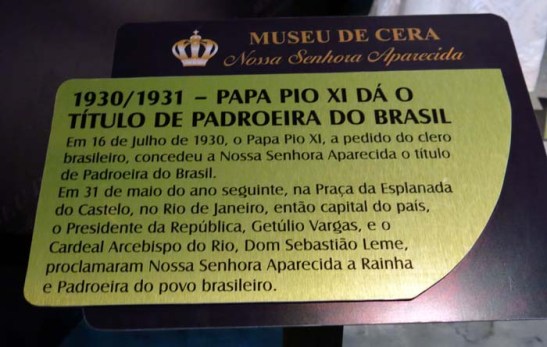 MUSEU DE CERA
Nossa Senhora Aparecida
1930/1931 – PAPA PIO XI DÁ O
TÍTULO DE PADROEIRA DO BRASIL
Em 16 de Julho de 1930, o Papa Pio XI, a pedido do clero
brasileiro, concedeu a Nossa Senhora Aparecida o título
de Padroeira do Brasil.
Em 31 de maio do ano seguinte, na Praça da Esplanada
do Castelo, no Rio de Janeiro, então capital do país,
o Presidente da República, Getúlio Vargas, e o
Cardeal Arcebispo do Rio, Dom Sebastião Leme,
proclamaram Nossa Senhora Aparecida a Rainha
e Padroeira do povo brasileiro.